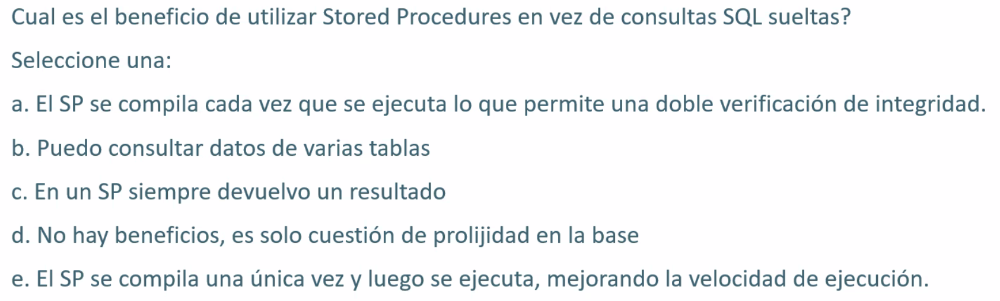 Cual es el beneficio de utilizar Stored Procedures en vez de consultas SQL sueltas?
Seleccione una:
a. El SP se compila cada vez que se ejecuta lo que permite una doble verificación de integridad.
b. Puedo consultar datos de varias tablas
c. En un SP siempre devuelvo un resultado
d. No hay beneficios, es solo cuestión de prolijidad en la base
e. El SP se compila una única vez y luego se ejecuta, mejorando la velocidad de ejecución.